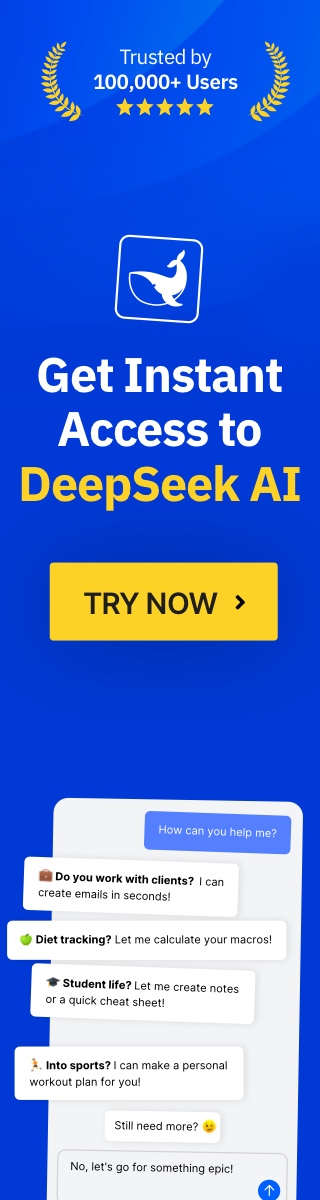 Trusted by
100,000+ Users
Get Instant
Access to
DeepSeek AI
TRY NOW
How can you help me?
Do you work with clients? I can
create emails in seconds!
Diet tracking? Let me calculate your macros!
Student life? Let me create notes
or a quick cheat sheet!
Into sports? I can make a personal
workout plan for you!
Still need more?
No, let's go for something epic!